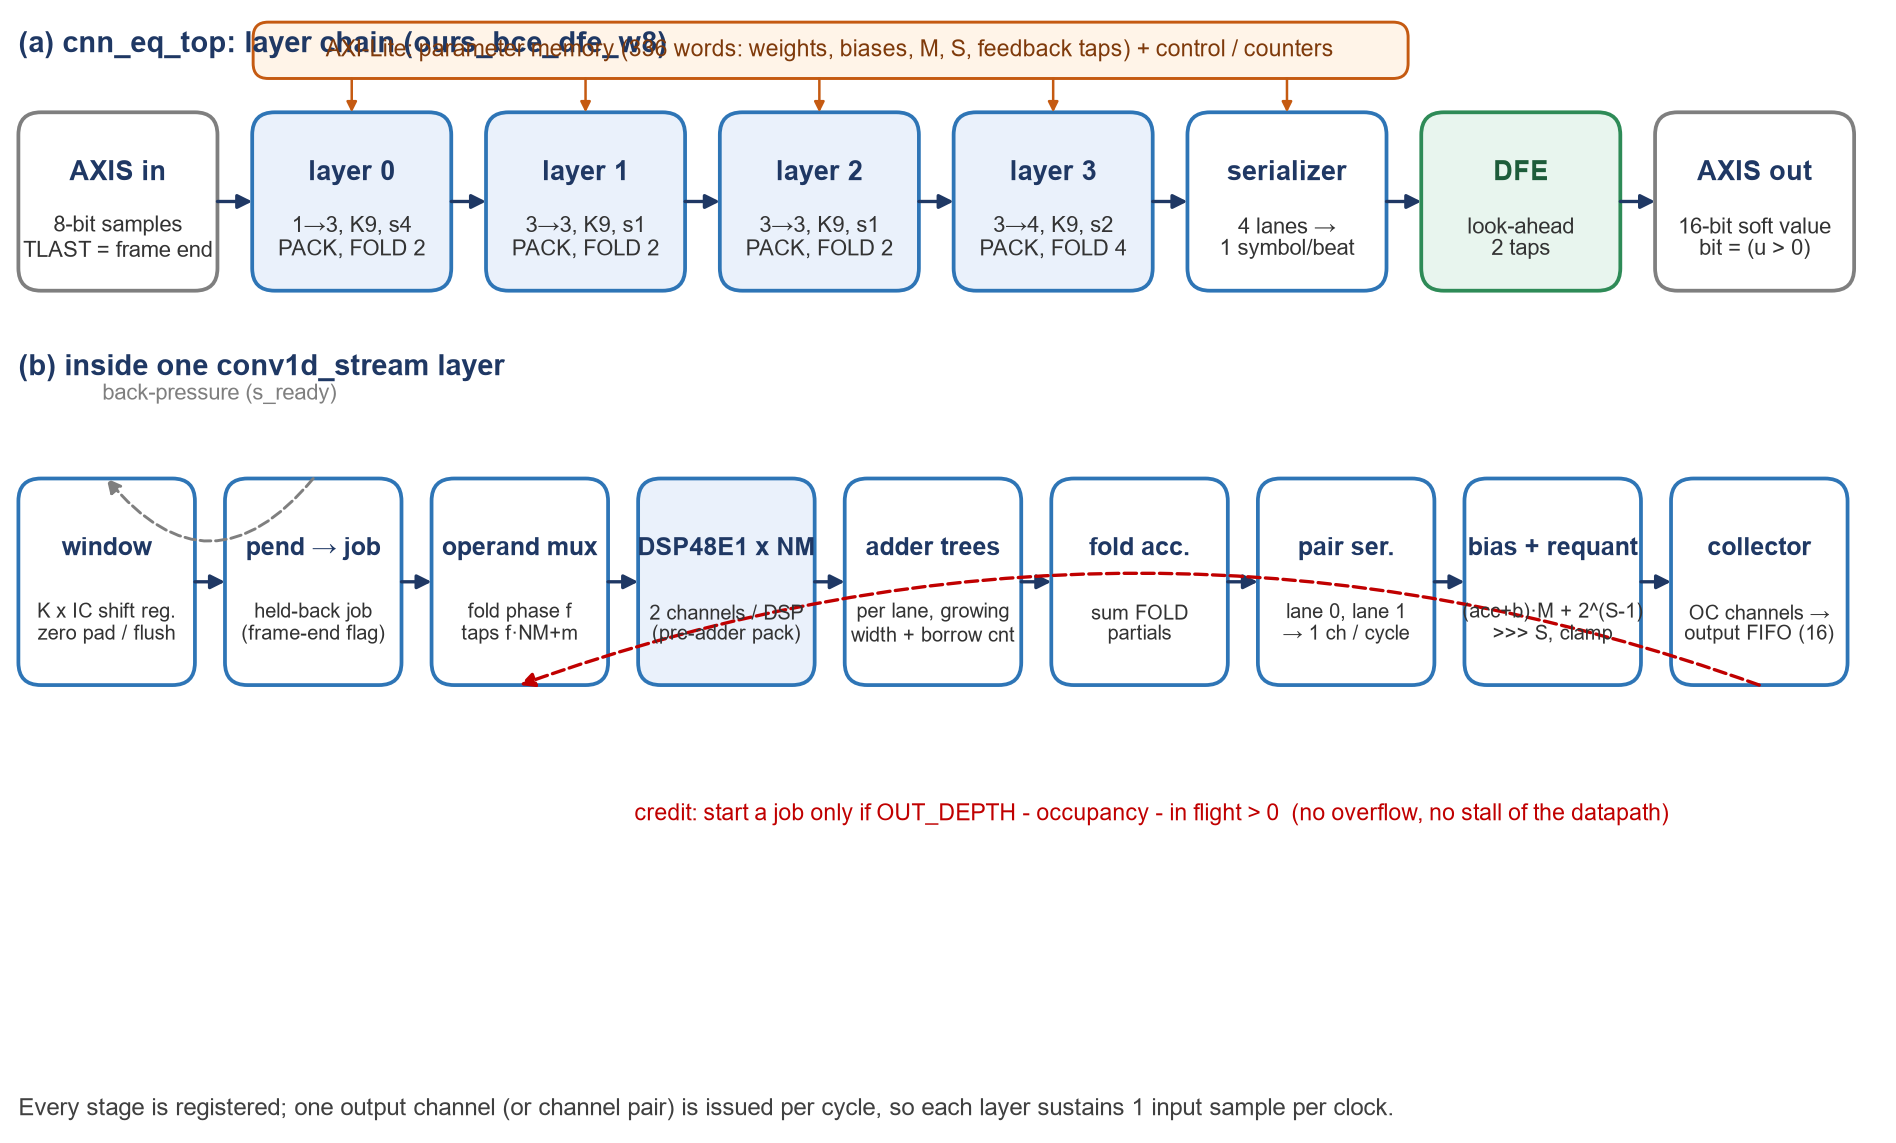 (a) cnn_eq_top: layer chain (ours_bce_dfe_w8)
AXI-Lite: parameter memory (336 words: weights, biases, M, S, feedback taps) + control / counters
AXIS in
8-bit samples
TLAST = frame end
layer 0
1→3, K9, s4
PACK, FOLD 2
layer 1
3→3, K9, s1
PACK, FOLD 2
layer 2
3→3, K9, s1
PACK, FOLD 2
layer 3
3→4, K9, s2
PACK, FOLD 4
serializer
4 lanes →
1 symbol/beat
DFE
look-ahead
2 taps
AXIS out
16-bit soft value
bit = (u > 0)
(b) inside one conv1d_stream layer
back-pressure (s_ready)
window
K x IC shift reg.
zero pad / flush
pend → job
held-back job
(frame-end flag)
operand mux
fold phase f
taps f·NM+m
DSP48E1 x NM
2 channels / DSP
(pre-adder pack)
adder trees
per lane, growing
width + borrow cnt
fold acc.
sum FOLD
partials
pair ser.
lane 0, lane 1
→ 1 ch / cycle
bias + requant
(acc+b)·M + 2^(S-1)
>>> S, clamp
collector
OC channels →
output FIFO (16)
credit: start a job only if OUT_DEPTH - occupancy - in flight > 0  (no overflow, no stall of the datapath)
Every stage is registered; one output channel (or channel pair) is issued per cycle, so each layer sustains 1 input sample per clock.